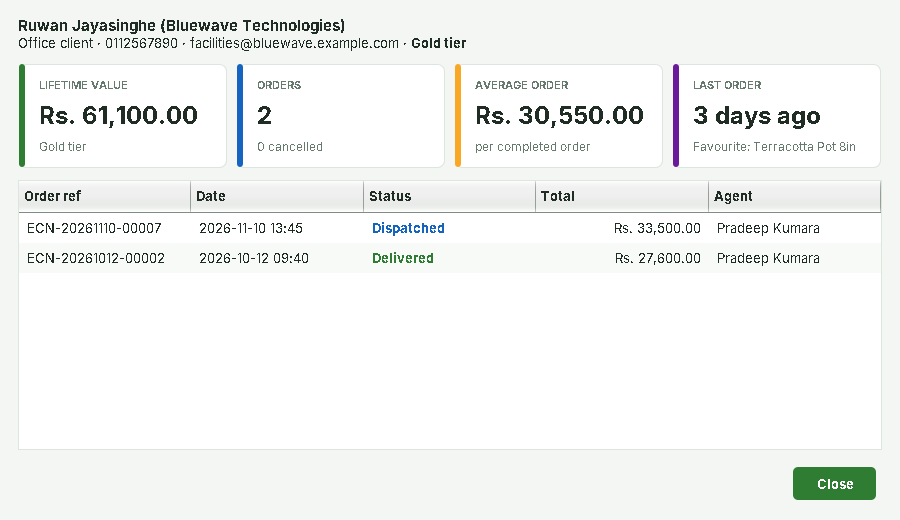 Ruwan Jayasinghe (Bluewave Technologies)
Office client · 0112567890 · facilities@bluewave.example.com · Gold tier
LIFETIME VALUE
Rs. 61,100.00
Gold tier
ORDERS
2
0 cancelled
AVERAGE ORDER
Rs. 30,550.00
per completed order
LAST ORDER
3 days ago
Favourite: Terracotta Pot 8in
Order ref Date Status Total Agent
ECN-20261110-00007 2026-11-10 13:45 Dispatched Rs. 33,500.00 Pradeep Kumara
ECN-20261012-00002 2026-10-12 09:40 Delivered Rs. 27,600.00 Pradeep Kumara
Close